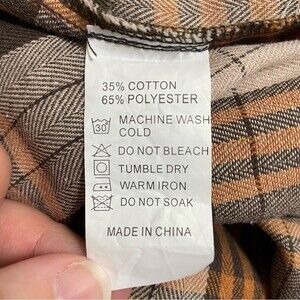 35% COTTON
65% POLYESTER
30 MACHINE WASH
COLD
DO NOT BLEACH
TUMBLE DRY
WARM IRON
DO NOT SOAK
MADE IN CHINA